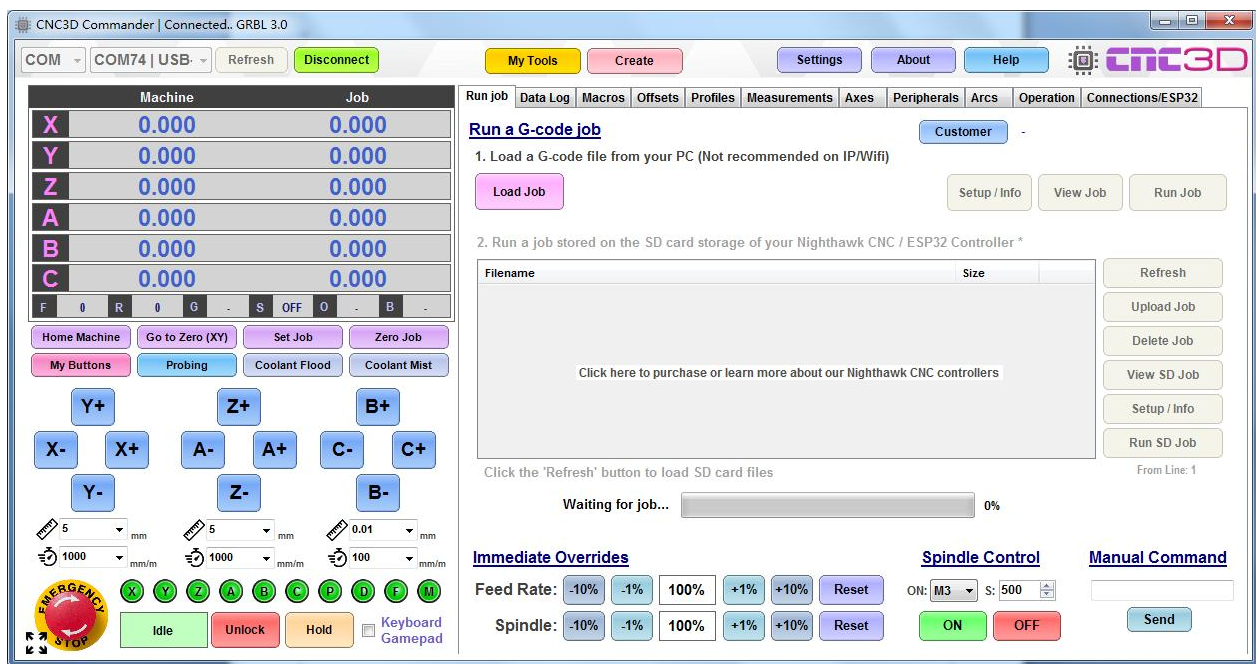 CNC3D Commander | Connected.. GRBL 3.0
COM COM74 | USB- Refresh Disconnect My Tools Create Settings About Help CNC3D
Machine Job
X 0.000 0.000
Y 0.000 0.000
Z 0.000 0.000
A 0.000 0.000
B 0.000 0.000
C 0.000 0.000
F 0 R 0 G - S OFF O - B -
Home Machine Go to Zero (XY) Set Job Zero Job
My Buttons Probing Coolant Flood Coolant Mist
Y+ Z+ B+
X- X+ A- A+ C- C+
Y- Z- B-
5 mm 5 mm 0.01 mm
1000 mm/m 1000 mm/m 100 mm/m
EMERGENCY STOP
X Y Z A B C P D F M
Idle Unlock Hold Keyboard
Gamepad
Run job Data Log Macros Offsets Profiles Measurements Axes Peripherals Arcs Operation Connections/ESP32
Run a G-code job Customer -
1. Load a G-code file from your PC (Not recommended on IP/Wifi)
Load Job Setup / Info View Job Run Job
2. Run a job stored on the SD card storage of your Nighthawk CNC / ESP32 Controller *
Filename Size
Click here to purchase or learn more about our Nighthawk CNC controllers
Refresh
Upload Job
Delete Job
View SD Job
Setup / Info
Run SD Job
From Line: 1
Click the 'Refresh' button to load SD card files
Waiting for job... 0%
Immediate Overrides
Feed Rate: -10% -1% 100% +1% +10% Reset
Spindle: -10% -1% 100% +1% +10% Reset
Spindle Control
ON: M3 S: 500
ON OFF
Manual Command
Send